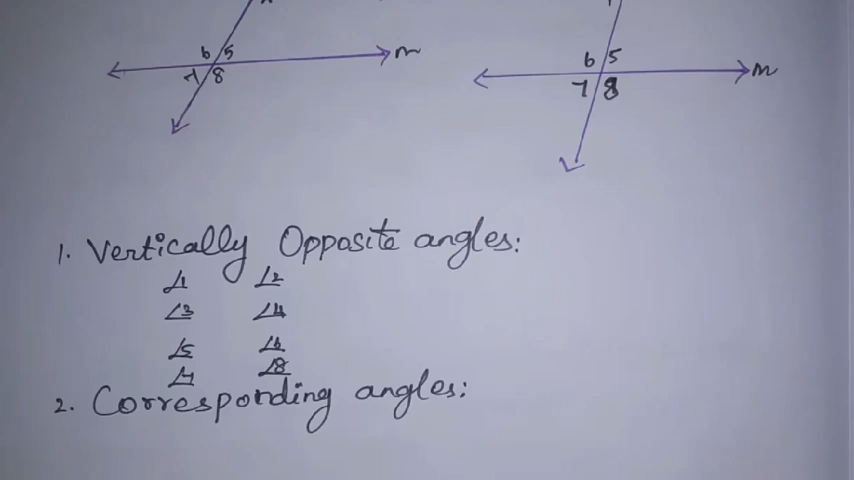 6 5 m 6 5
7 8 7 8 m
1. Vertically Opposite angles:
∠1 ∠2
∠3 ∠4
∠5 ∠6
∠7 ∠8
2. Corresponding angles: